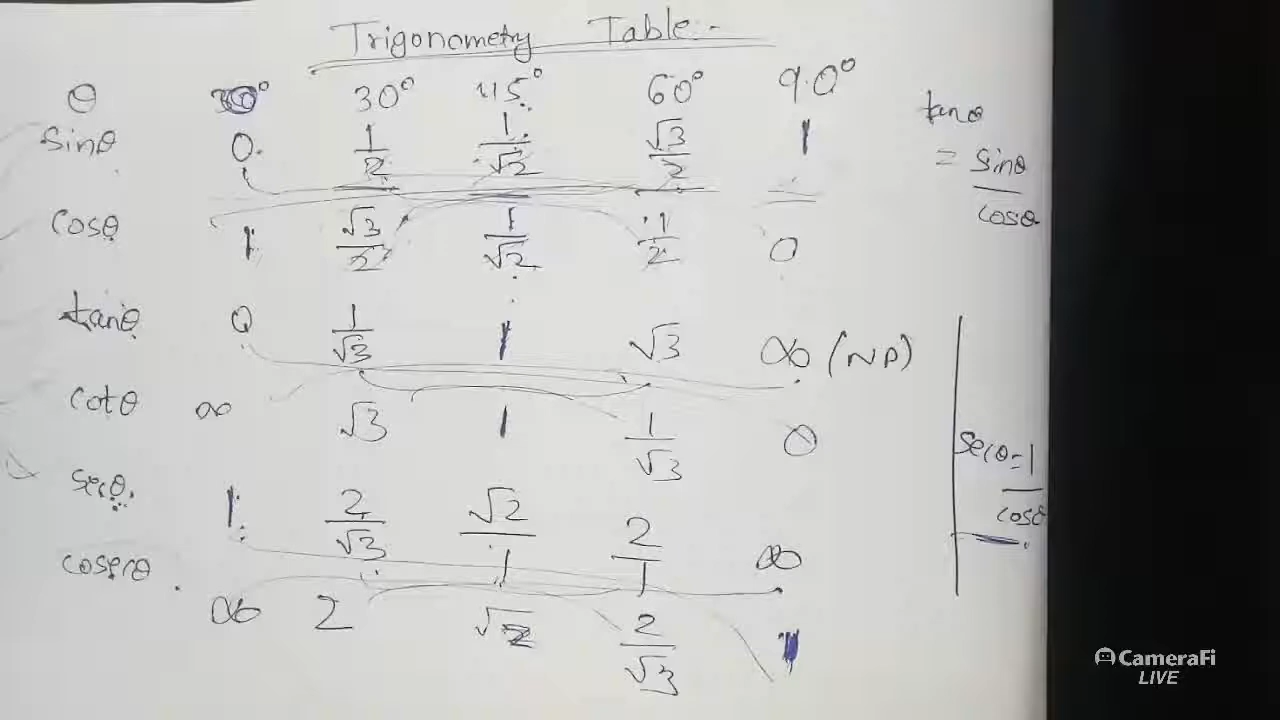 Trigonometry Table:-
θ 0° 30° 45° 60° 90°
sinθ 0 1/2 1/√2 √3/2 1
cosθ 1 √3/2 1/√2 1/2 0
tanθ 0 1/√3 1 √3 ∞ (ND)
cotθ ∞ √3 1 1/√3 0
secθ 1 2/√3 √2/1 2/1 ∞
cosecθ ∞ 2 √2 2/√3 1
tanθ
= sinθ/cosθ
secθ = 1/cosθ
CameraFi
LIVE